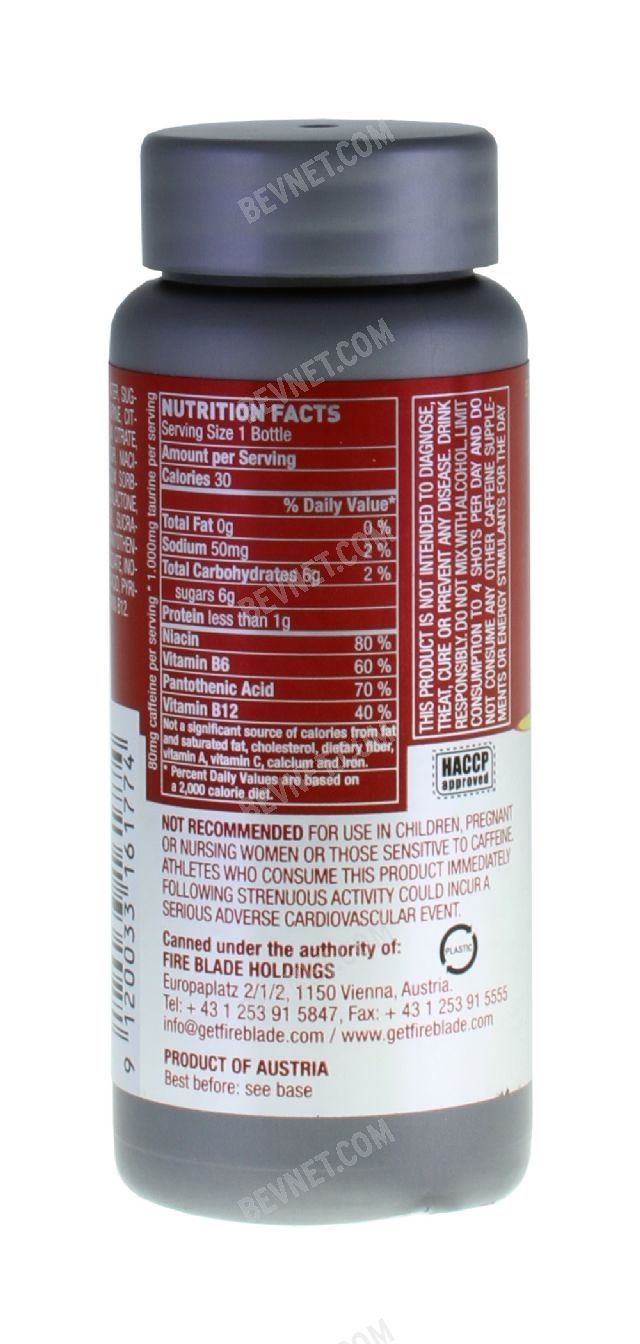 BEVNET.COM
BEVNET.COM
NUTRITION FACTS
Serving Size 1 Bottle
Amount per Serving
Calories 30
% Daily Value*
Total Fat 0g 0 %
Sodium 50mg 2 %
Total Carbohydrates 6g 2 %
sugars 6g
Protein less than 1g
Niacin 80 %
Vitamin B6 60 %
Pantothenic Acid 70 %
Vitamin B12 40 %
Not a significant source of calories from fat
and saturated fat, cholesterol, dietary fiber,
vitamin A, vitamin C, calcium and iron.
* Percent Daily Values are based on
a 2,000 calorie diet.
80mg caffeine per serving * 1.000mg taurine per serving
THIS PRODUCT IS NOT INTENDED TO DIAGNOSE,
TREAT, CURE OR PREVENT ANY DISEASE. DRINK
RESPONSIBLY, DO NOT MIX WITH ALCOHOL. LIMIT
CONSUMPTION TO 4 SHOTS PER DAY AND DO
NOT CONSUME ANY OTHER CAFFEINE SUPPLE-
MENTS OR ENERGY STIMULANTS FOR THE DAY
HACCP
approved
NOT RECOMMENDED FOR USE IN CHILDREN, PREGNANT
OR NURSING WOMEN OR THOSE SENSITIVE TO CAFFEINE.
ATHLETES WHO CONSUME THIS PRODUCT IMMEDIATELY
FOLLOWING STRENUOUS ACTIVITY COULD INCUR A
SERIOUS ADVERSE CARDIOVASCULAR EVENT.
Canned under the authority of:
FIRE BLADE HOLDINGS
PLASTIC
Europaplatz 2/1/2, 1150 Vienna, Austria.
Tel: + 43 1 253 91 5847, Fax: + 43 1 253 91 5555
info@getfireblade.com / www.getfireblade.com
PRODUCT OF AUSTRIA
Best before: see base
9 120033 161774
BEVNET.COM
BEVNET.COM
BEVNET.COM